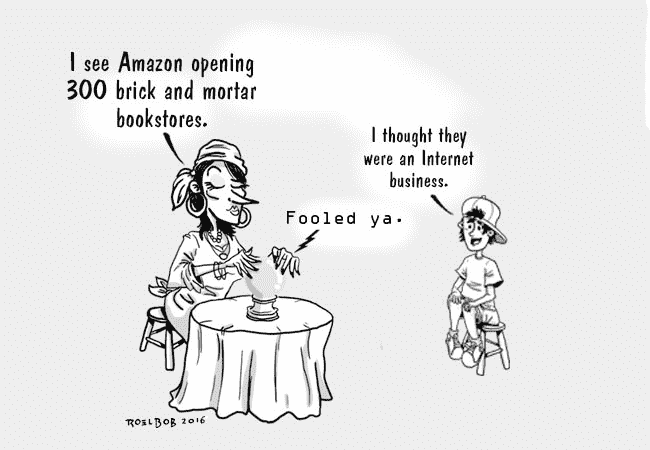 I see Amazon opening
300 brick and mortar
bookstores.
I thought they
were an Internet
business.
Fooled ya.
ROELBOB 2016